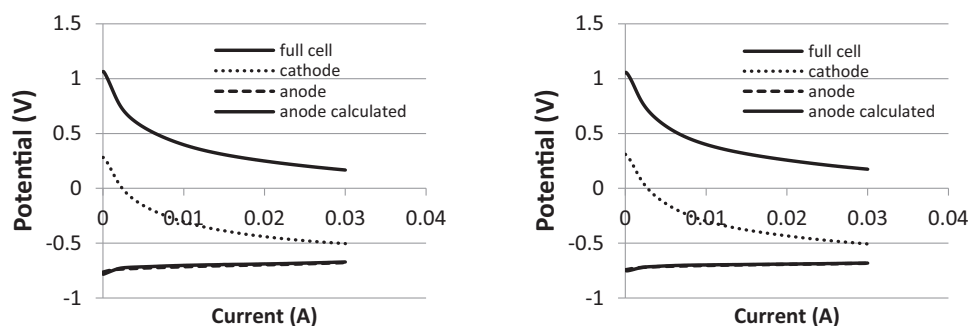 1.5
1
0.5
0
-0.5
-1
0
0.01
0.02
0.03
0.04
Potential (V)
Current (A)
full cell
cathode
anode
anode calculated
1.5
1
0.5
0
-0.5
-1
0
0.01
0.02
0.03
0.04
Potential (V)
Current (A)
full cell
cathode
anode
anode calculated